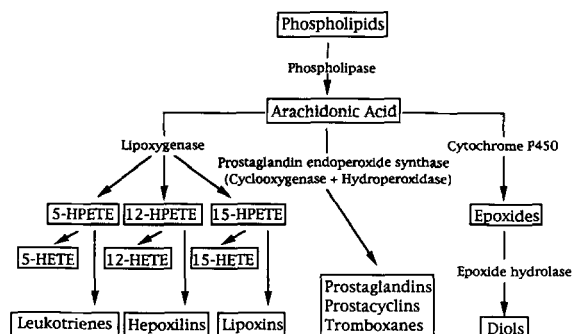 Phospholipids
Phospholipase
Arachidonic Acid
Lipoxygenase
Prostaglandin endoperoxide synthase
(Cyclooxygenase + Hydroperoxidase)
Cytochrome P450
5-HPETE
12-HPETE
15-HPETE
Epoxides
5-HETE
12-HETE
15-HETE
Epoxide hydrolase
Prostaglandins
Prostacyclins
Tromboxanes
Leukotrienes
Hepoxilins
Lipoxins
Diols